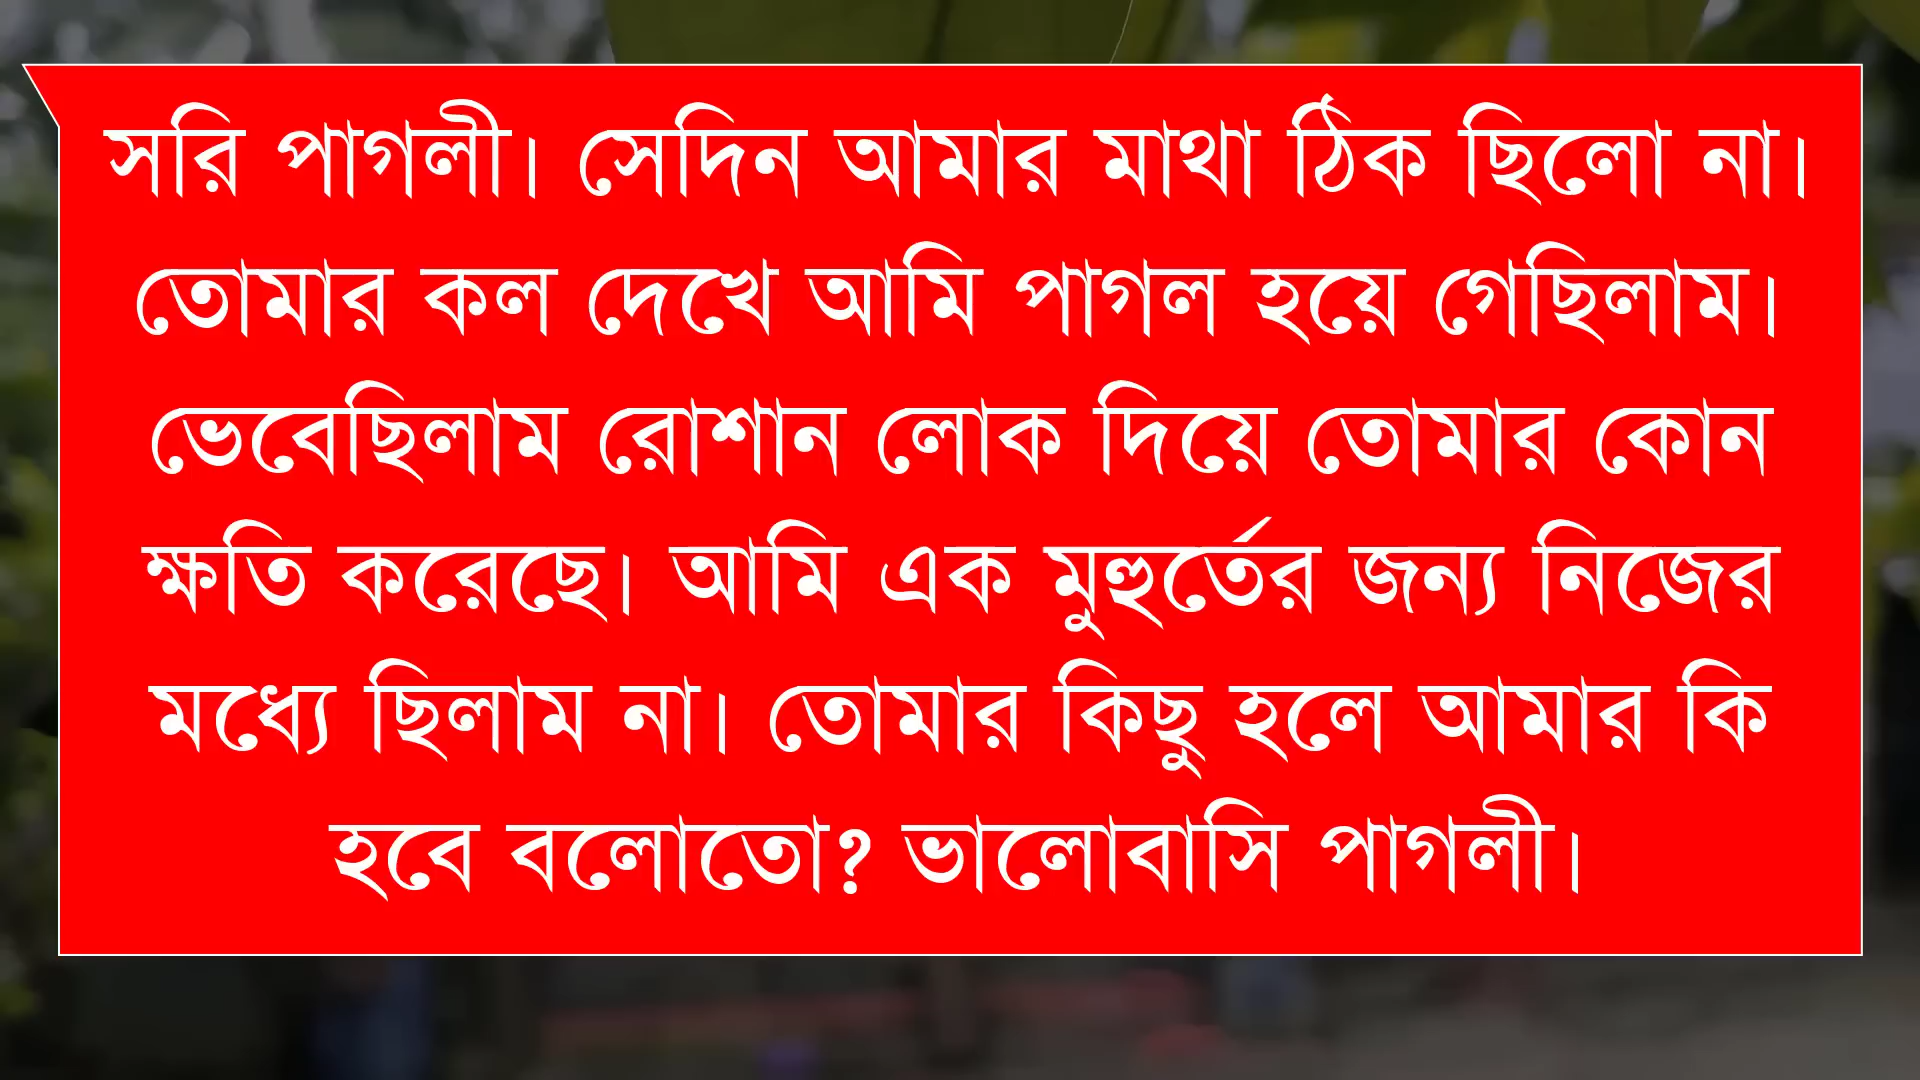 সরি পাগলী। সেদিন আমার মাথা ঠিক ছিলো না।
তোমার কল দেখে আমি পাগল হয়ে গেছিলাম।
ভেবেছিলাম রোশান লোক দিয়ে তোমার কোন
ক্ষতি করেছে। আমি এক মুহুর্তের জন্য নিজের
মধ্যে ছিলাম না। তোমার কিছু হলে আমার কি
হবে বলোতো? ভালোবাসি পাগলী।